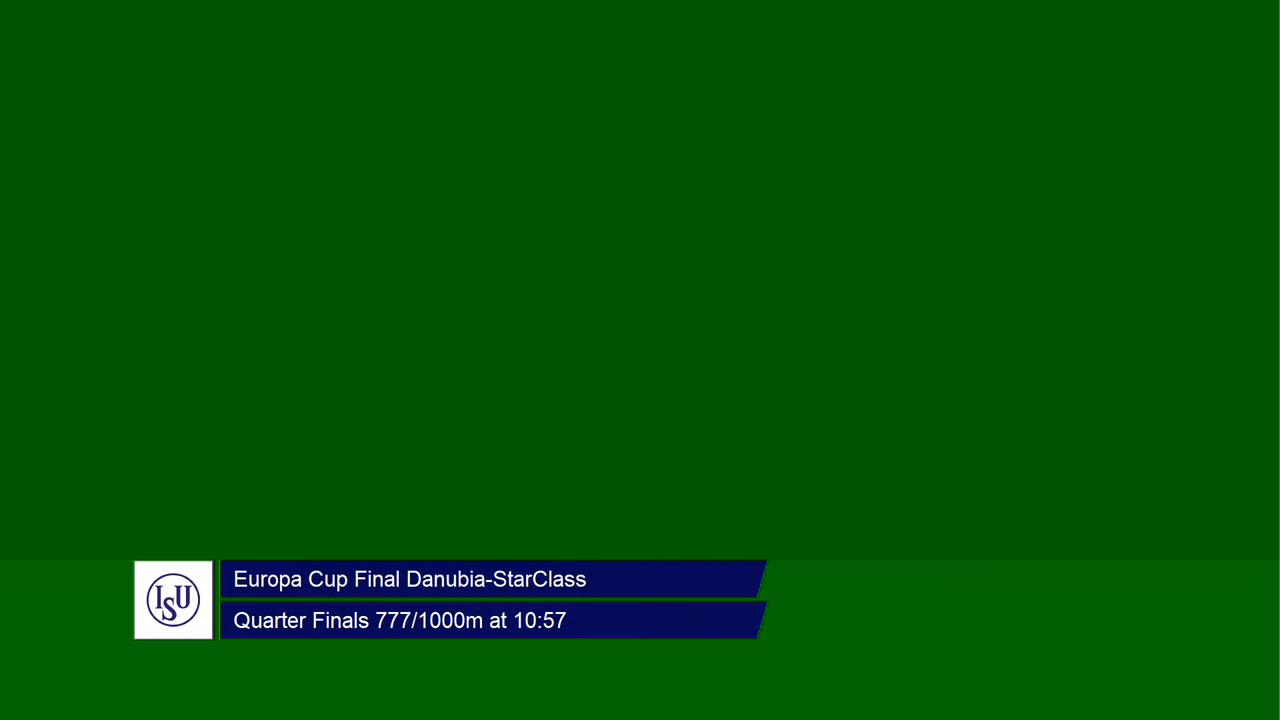 ISU
Europa Cup Final Danubia-StarClass
Quarter Finals 777/1000m at 10:57